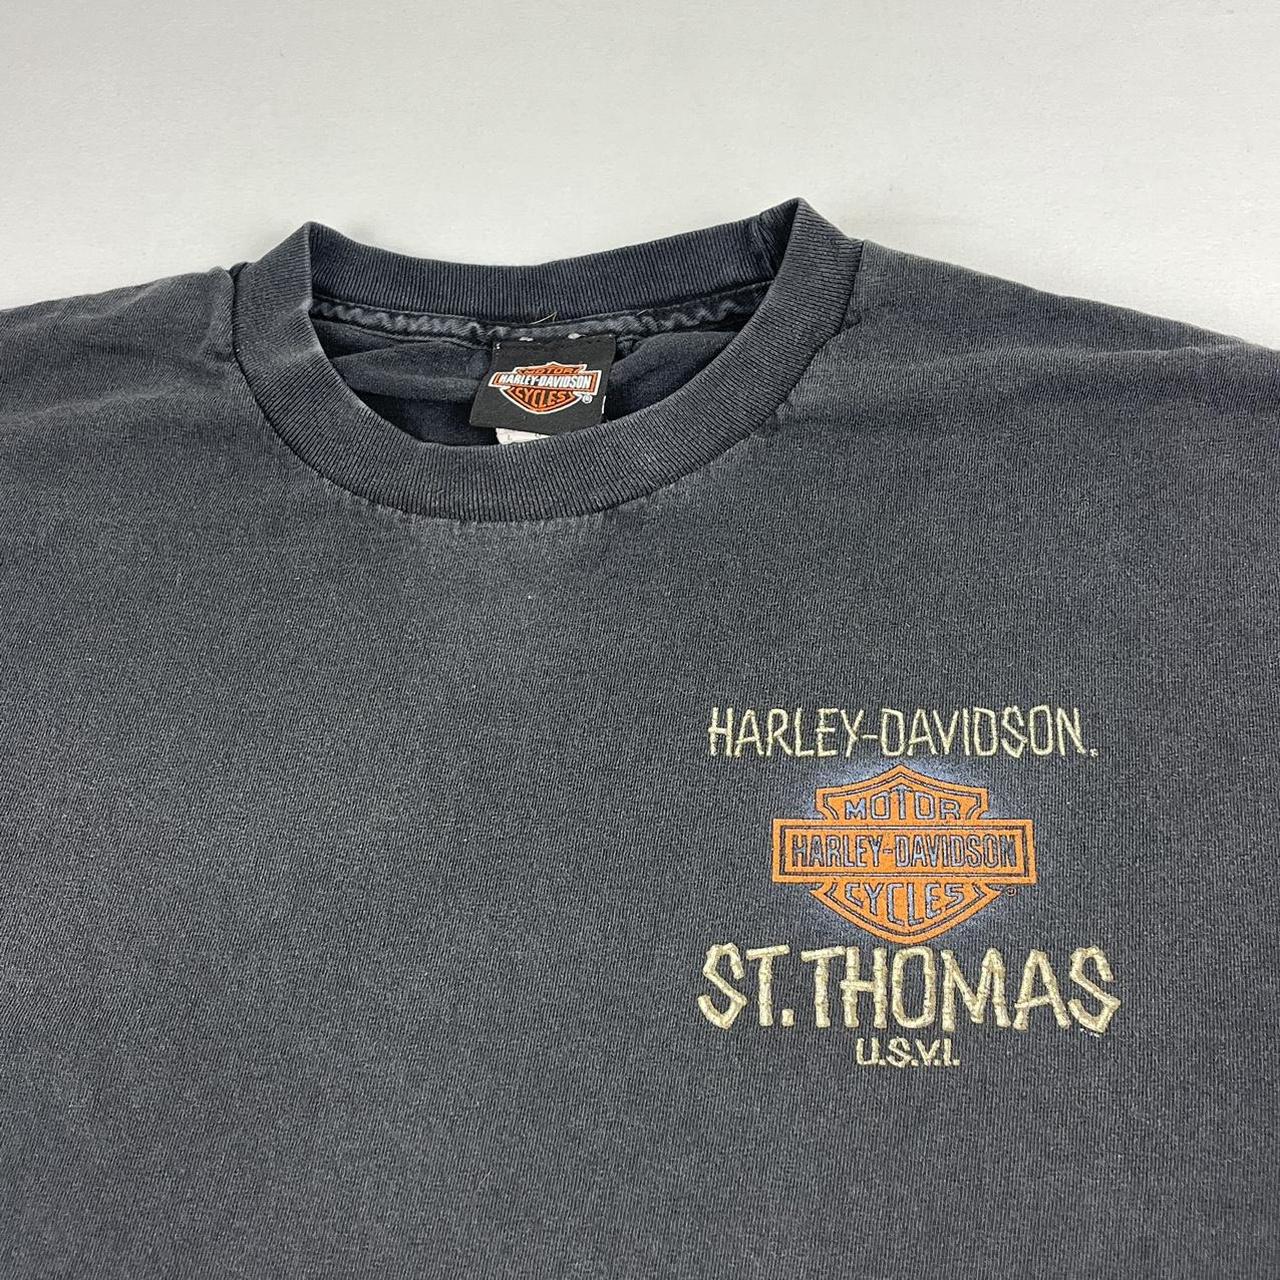 MOTOR
HARLEY-DAVIDSON
CYCLES
®
HARLEY-DAVIDSON.
MOTOR
HARLEY-DAVIDSON
CYCLES
®
ST. THOMAS
U.S.V.I.